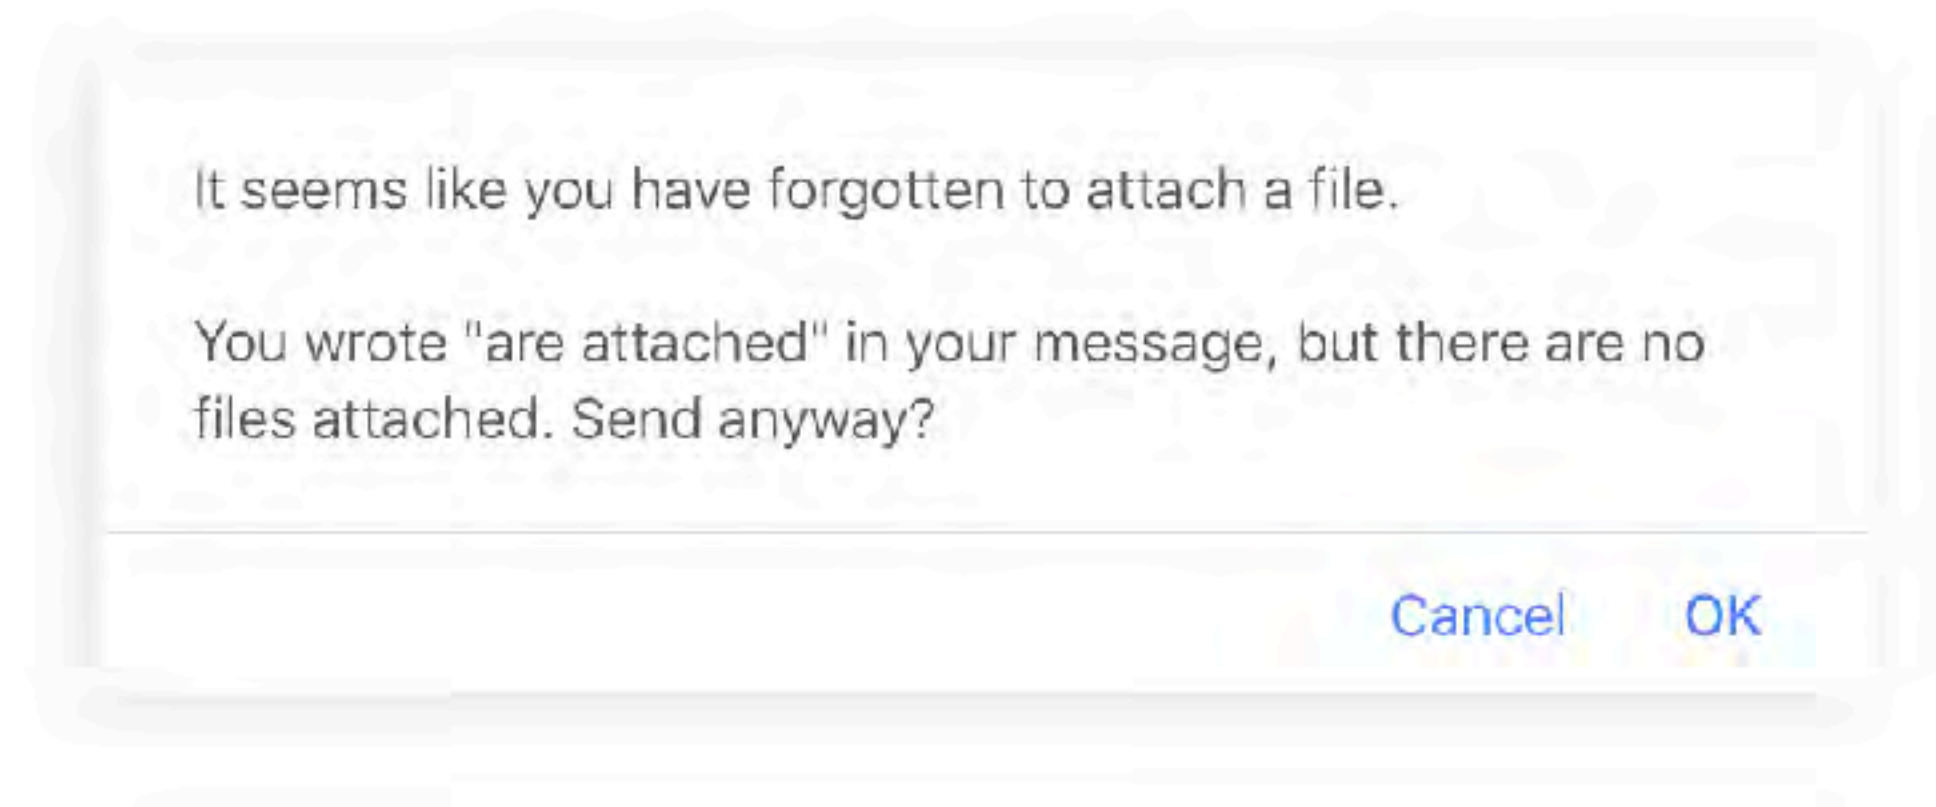 It seems like you have forgotten to attach a file.
You wrote "are attached" in your message, but there are no
files attached. Send anyway?
Cancel OK